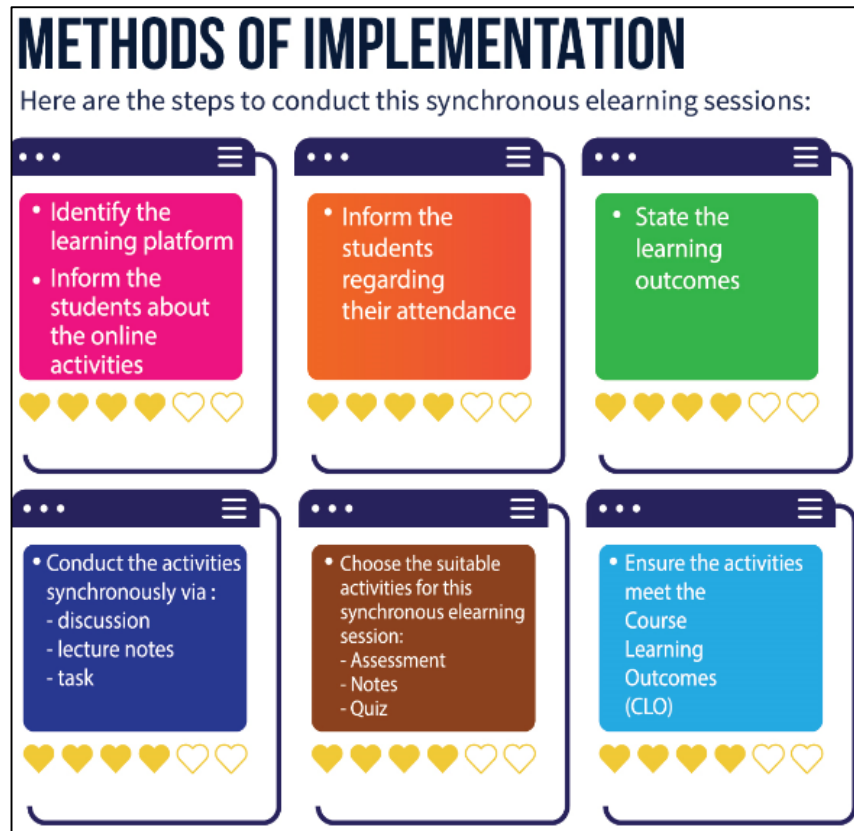 METHODS OF IMPLEMENTATION
Here are the steps to conduct this synchronous elearning sessions:
• Identify the
learning platform
• Inform the
students about
the online
activities
• Inform the
students
regarding
their attendance
• State the
learning
outcomes
• Conduct the activities
synchronously via :
- discussion
- lecture notes
- task
• Choose the suitable
activities for this
synchronous elearning
session:
- Assessment
- Notes
- Quiz
• Ensure the activities
meet the
Course
Learning
Outcomes
(CLO)